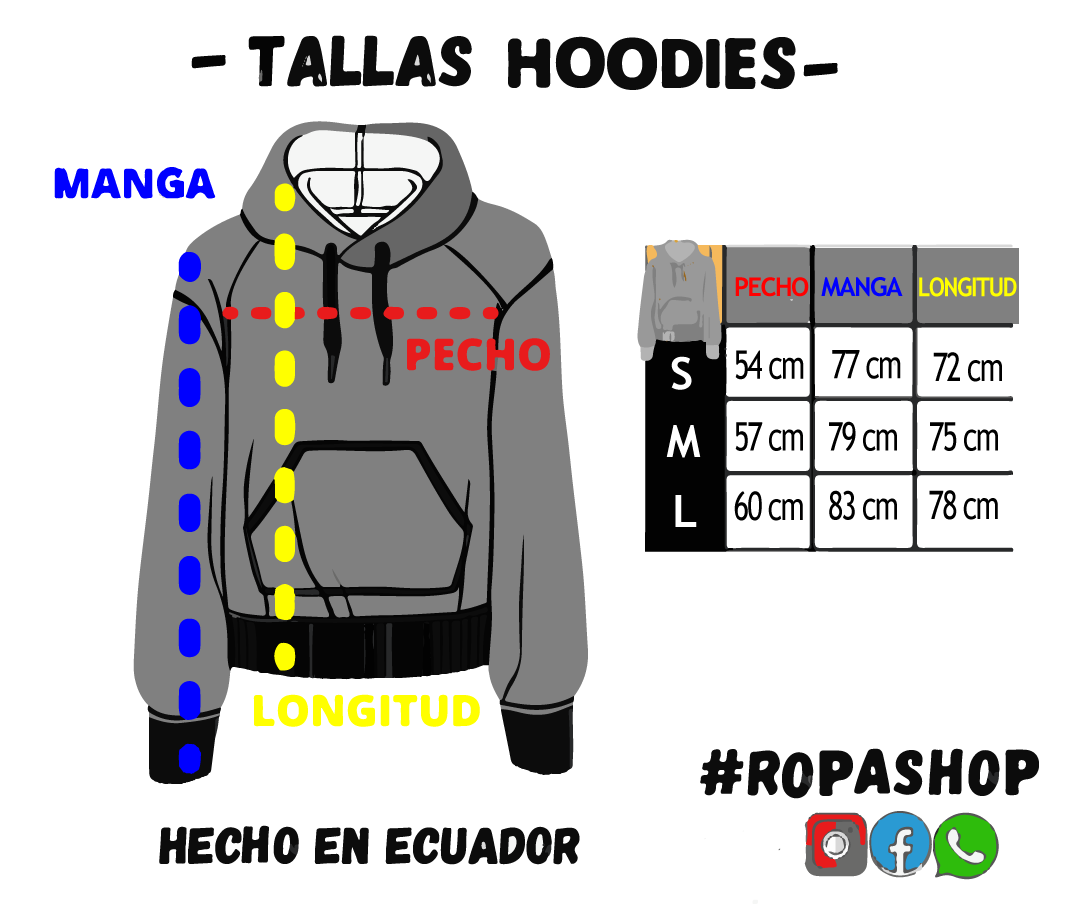 - TALLAS HOODIES -
MANGA
PECHO
LONGITUD
PECHO MANGA LONGITUD
S 54 cm 77 cm 72 cm
M 57 cm 79 cm 75 cm
L 60 cm 83 cm 78 cm
#ROPASHOP
HECHO EN ECUADOR